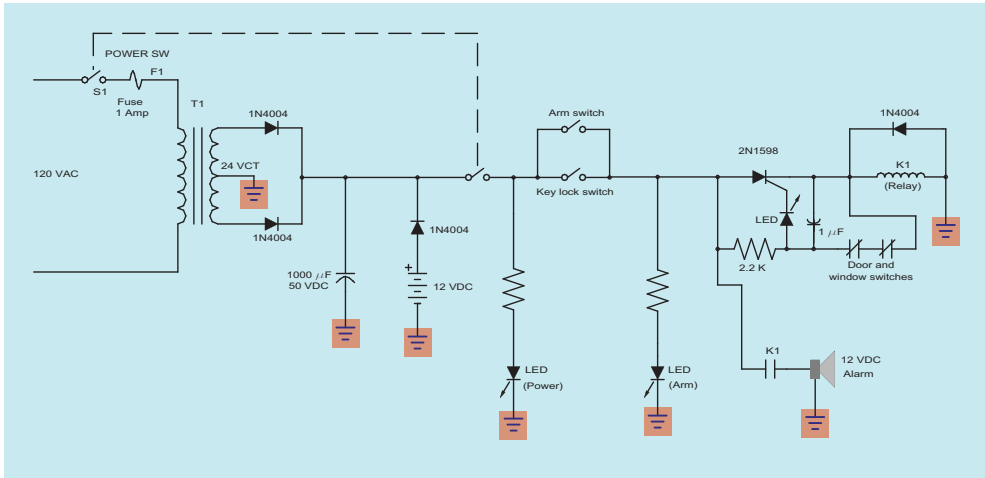 POWER SW
S1
F1
Fuse
1 Amp
T1
120 VAC
24 VCT
1N4004
1N4004
1000 µF
50 VDC
1N4004
+
12 VDC
LED
(Power)
Arm switch
Key lock switch
LED
(Arm)
2N1598
LED
2.2 K
1 µF
1N4004
K1
(Relay)
Door and
window switches
K1
12 VDC
Alarm